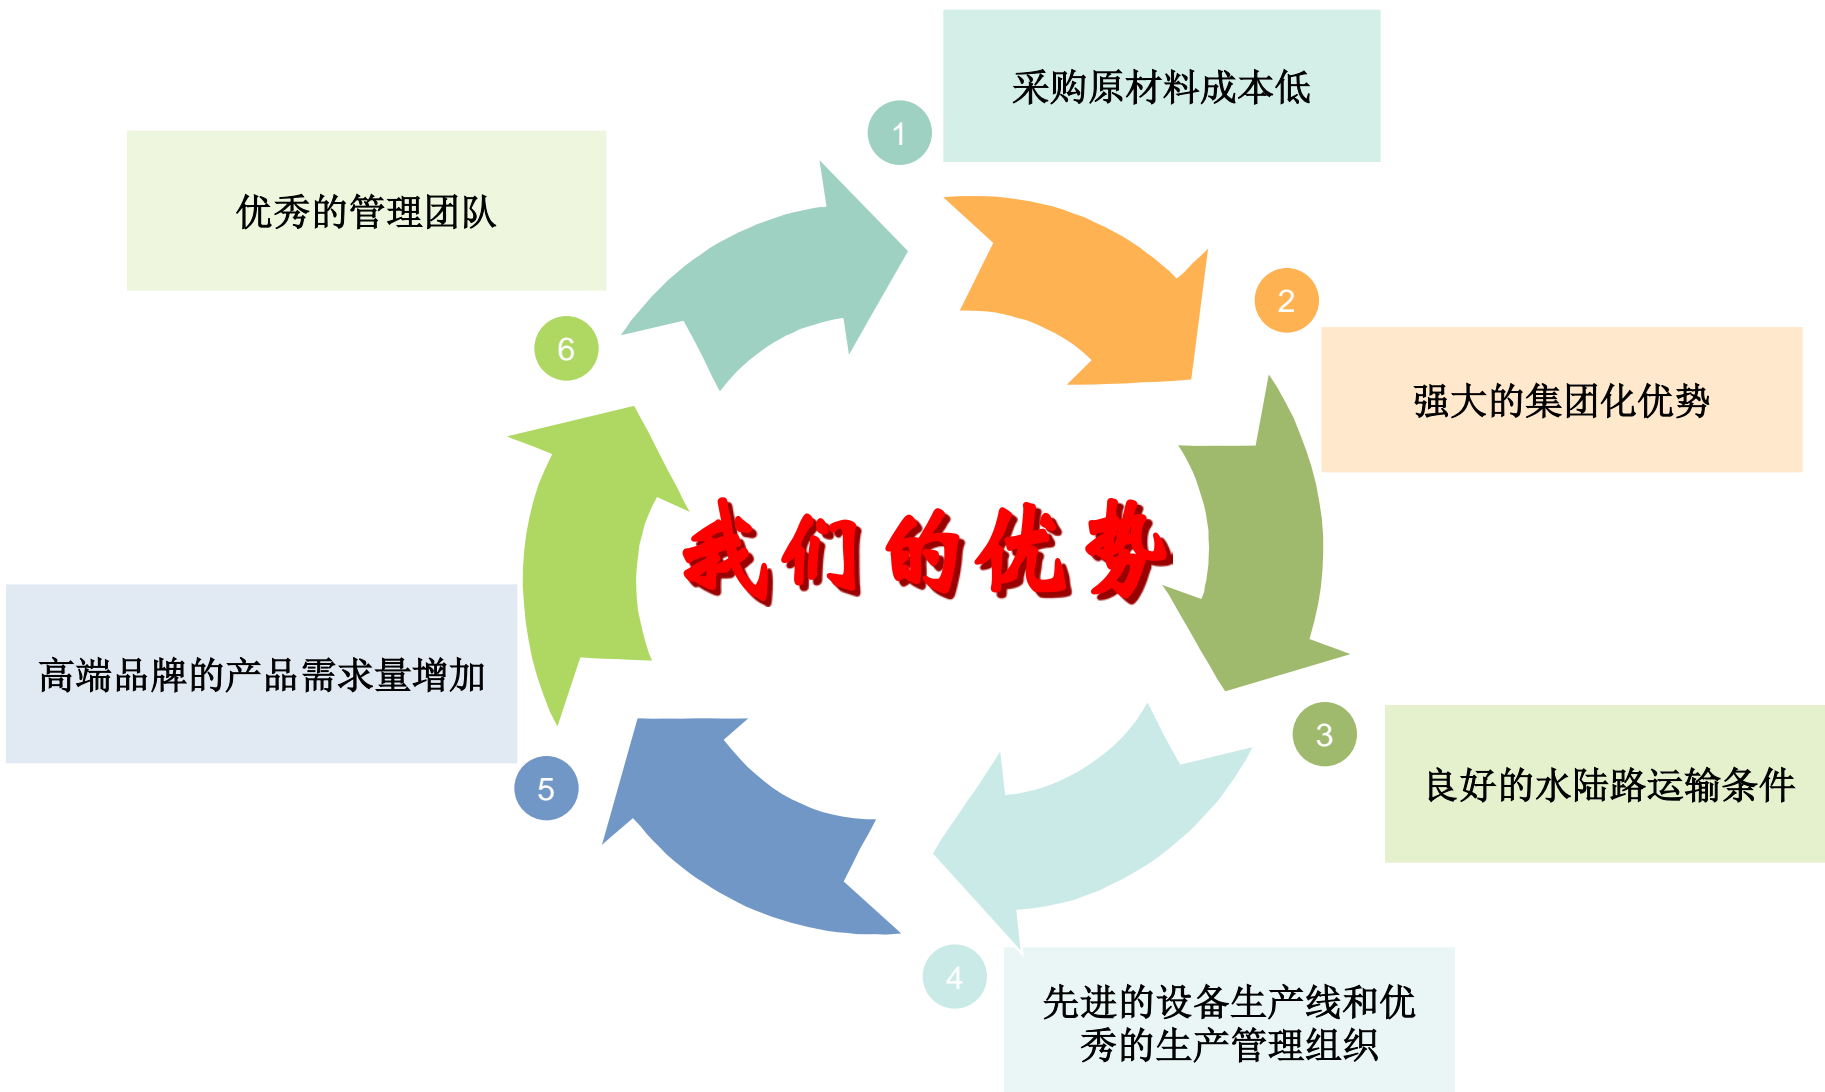 1
采购原材料成本低
2
强大的集团化优势
3
良好的水陆路运输条件
4
先进的设备生产线和优
秀的生产管理组织
5
高端品牌的产品需求量增加
6
优秀的管理团队
我们的优势